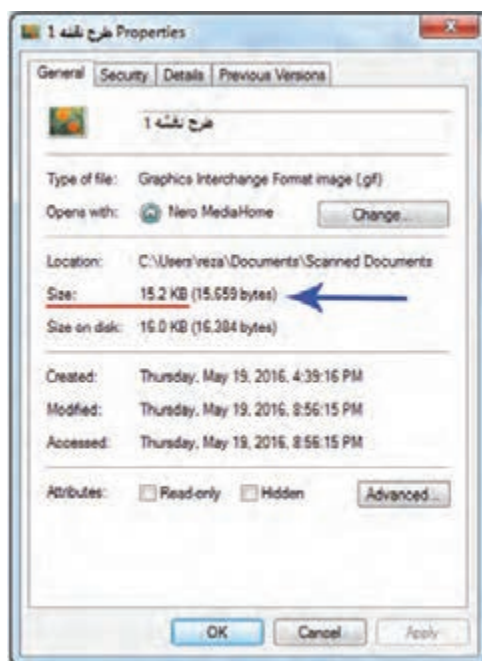 طرح نقشه 1 Properties
General Security Details Previous Versions
طرح نقشه 1
Type of file: Graphics Interchange Format image (.gif)
Opens with: Nero MediaHome Change...
Location: C:\Users\reza\Documents\Scanned Documents
Size: 15.2 KB (15,659 bytes)
Size on disk: 16.0 KB (16,384 bytes)
Created: Thursday, May 19, 2016, 4:39:16 PM
Modified: Thursday, May 19, 2016, 8:56:15 PM
Accessed: Thursday, May 19, 2016, 8:56:15 PM
Attributes: Read-only Hidden Advanced...
OK Cancel Apply